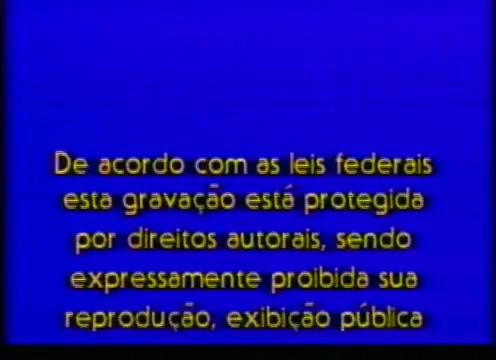 De acordo com as leis federais
esta gravação está protegida
por direitos autorais, sendo
expressamente proibida sua
reprodução, exibição pública